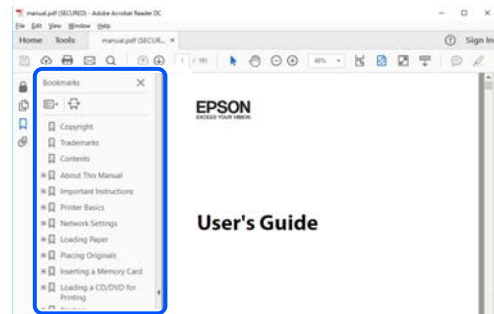 manual.pdf (SECURED) - Adobe Acrobat Reader DC
File Edit View Window Help
Home Tools manual.pdf (SECUR... × Sign In
1 / 191
Bookmarks
Copyright
Trademarks
Contents
About This Manual
Important Instructions
Printer Basics
Network Settings
Loading Paper
Placing Originals
Inserting a Memory Card
Loading a CD/DVD for
Printing
EPSON
EXCEED YOUR VISION
User's Guide